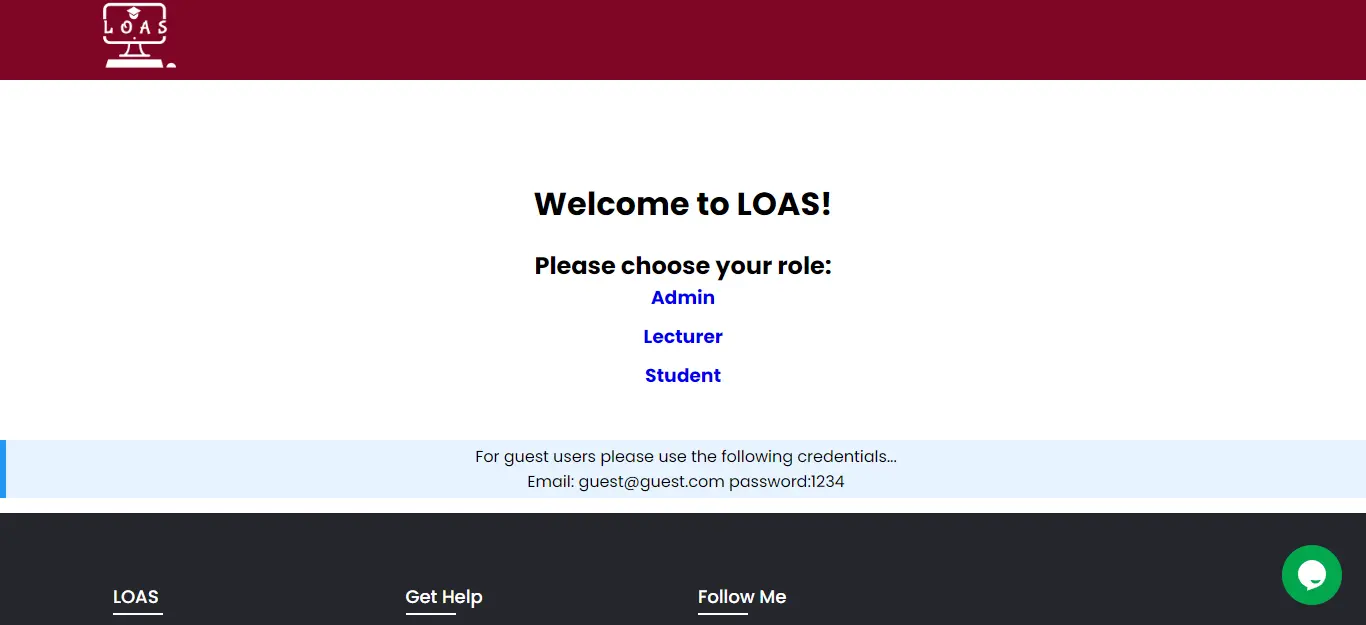 LOAS
Welcome to LOAS!
Please choose your role:
Admin
Lecturer
Student
For guest users please use the following credentials...
Email: guest@guest.com password:1234
LOAS
Get Help
Follow Me